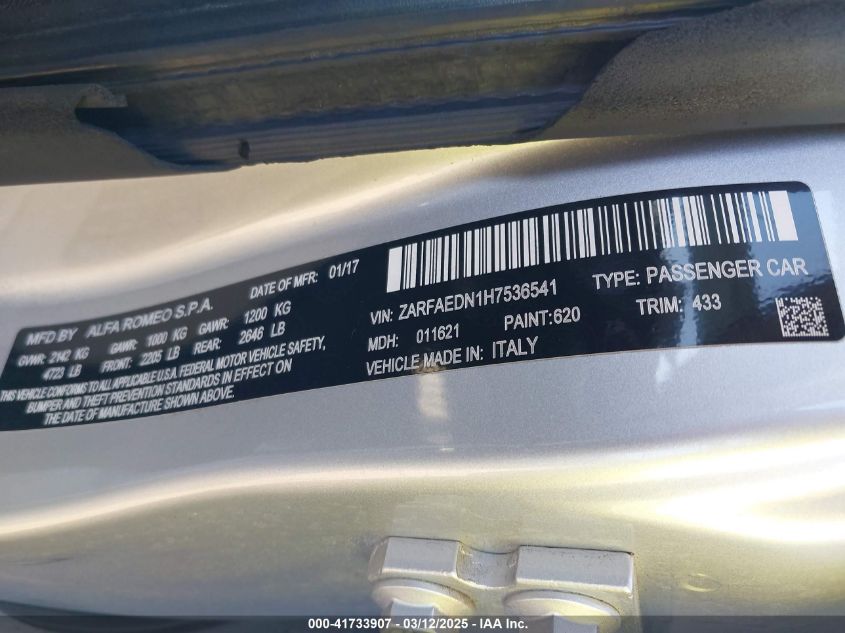 MFD BY ALFA ROMEO S.P.A. DATE OF MFR: 01/17
GVWR: 2142 KG GAWR: 1000 KG GAWR: 1200 KG
4723 LB FRONT: 2205 LB REAR: 2646 LB
THIS VEHICLE CONFORMS TO ALL APPLICABLE U.S.A. FEDERAL MOTOR VEHICLE SAFETY,
BUMPER AND THEFT PREVENTION STANDARDS IN EFFECT ON
THE DATE OF MANUFACTURE SHOWN ABOVE.
VIN: ZARFAEDN1H7536541 TYPE: PASSENGER CAR
MDH: 011621 PAINT:620 TRIM: 433
VEHICLE MADE IN: ITALY
000-41733907 - 03/12/2025 - IAA, Inc.